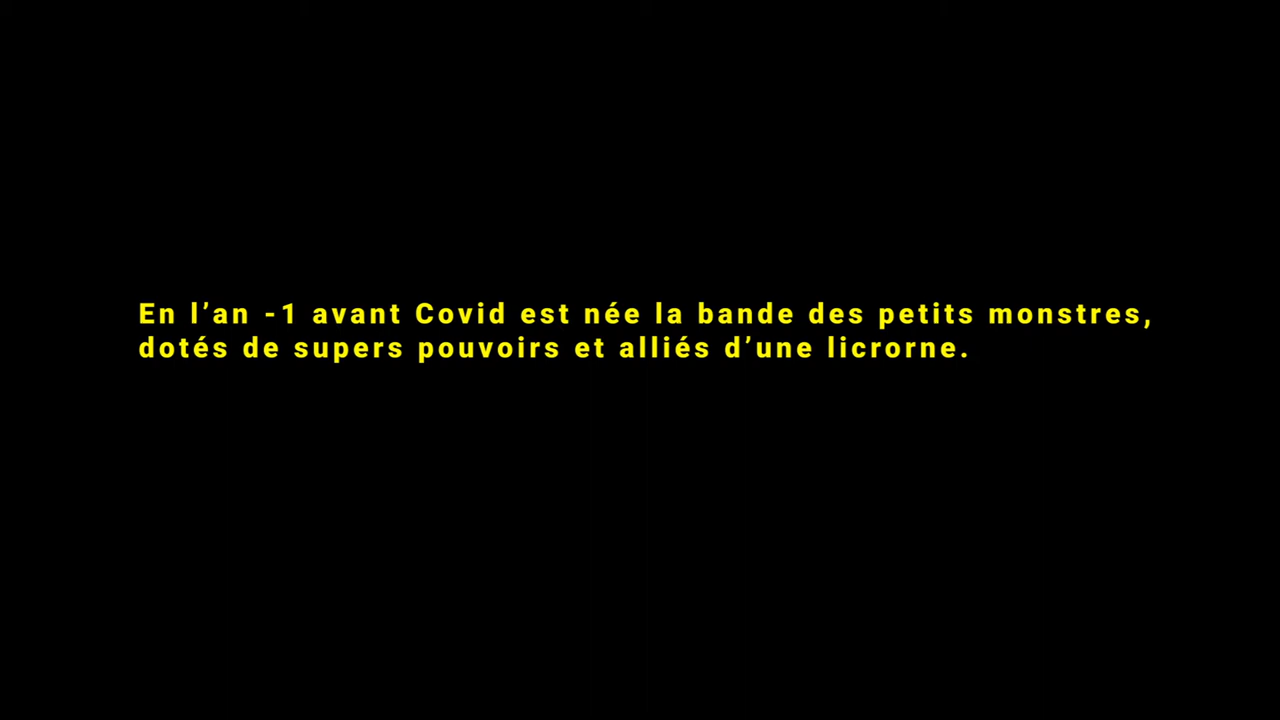 En l’an -1 avant Covid est née la bande des petits monstres,
dotés de supers pouvoirs et alliés d’une licrorne.